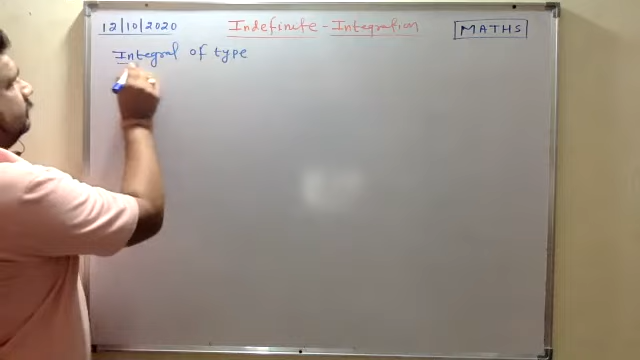 12/10/2020 Indefinite - Integration MATHS
Integral of type